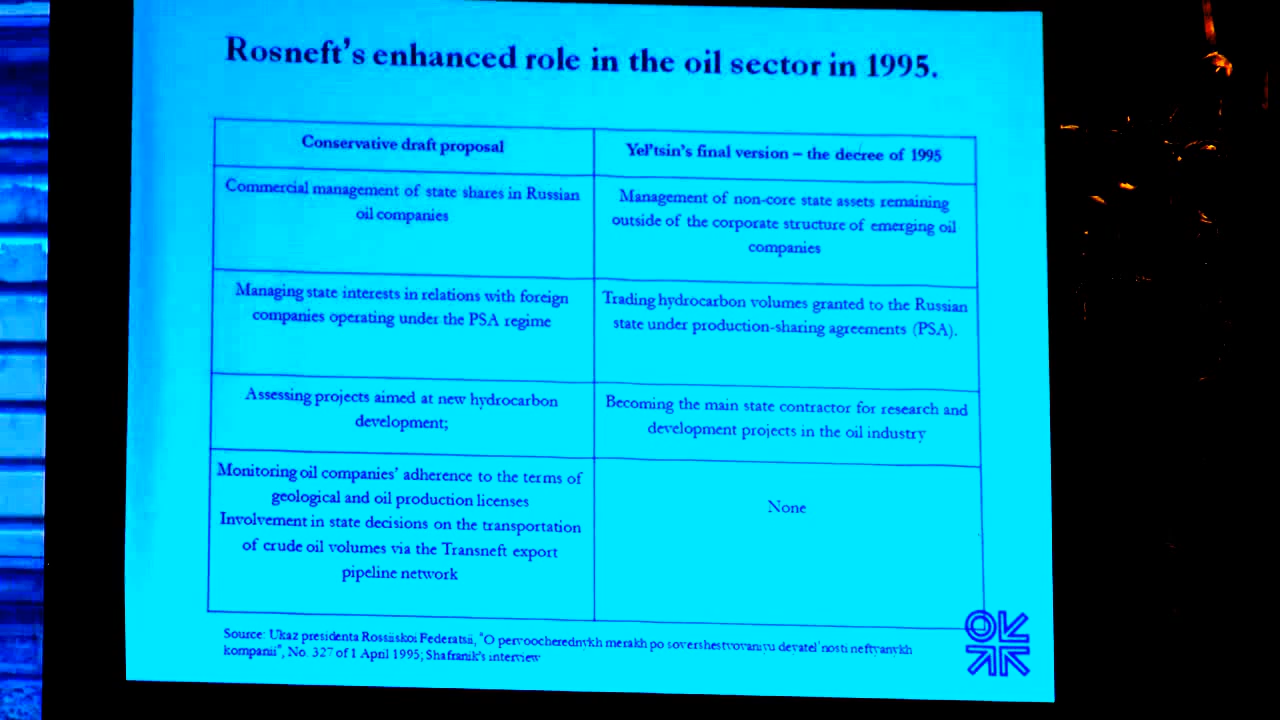 Rosneft's enhanced role in the oil sector in 1995.
Conservative draft proposal
Yel'tsin's final version – the decree of 1995
Commercial management of state shares in Russian
oil companies
Management of non-core state assets remaining
outside of the corporate structure of emerging oil
companies
Managing state interests in relations with foreign
companies operating under the PSA regime
Trading hydrocarbon volumes granted to the Russian
state under production-sharing agreements (PSA).
Assessing projects aimed at new hydrocarbon
development;
Becoming the main state contractor for research and
development projects in the oil industry
Monitoring oil companies' adherence to the terms of
geological and oil production licenses
Involvement in state decisions on the transportation
of crude oil volumes via the Transneft export
pipeline network
None
Source: Ukaz presidenta Rossiiskoi Federatsii, "O pervoocherednykh merakh po sovershestvovaniyu deyatel'nosti neftyanykh
kompanii", No. 327 of 1 April 1995; Shafranik's interview